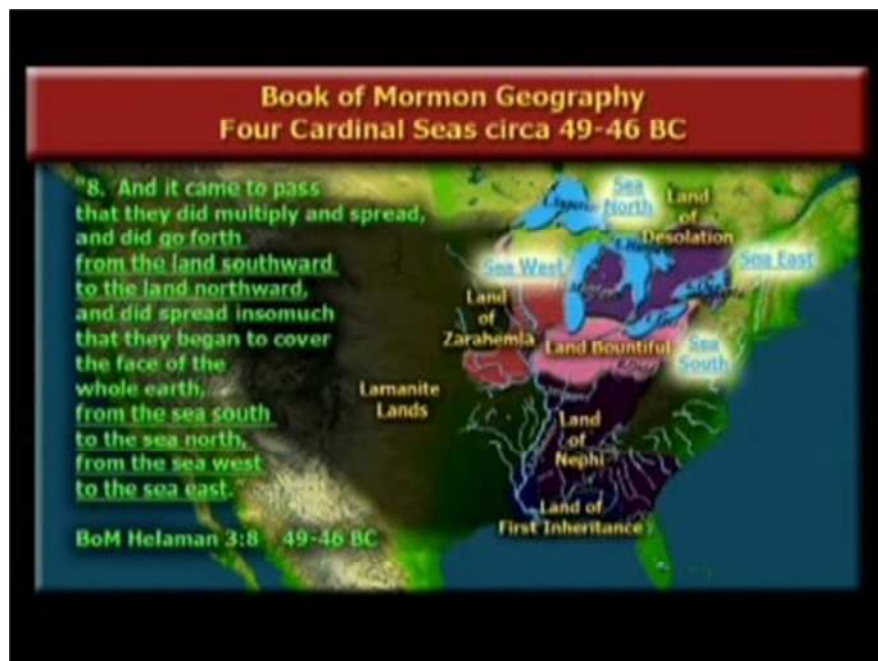 Book of Mormon Geography
Four Cardinal Seas circa 49-46 BC
"8. And it came to pass
that they did multiply and spread,
and did go forth
from the land southward
to the land northward,
and did spread insomuch
that they began to cover
the face of the
whole earth,
from the sea south
to the sea north,
from the sea west
to the sea east."
BoM Helaman 3:8 49-46 BC
Sea
North
Land
of
Desolation
Sea West
Sea East
Land
of
Zarahemla
Land Bountiful
Sea
South
Lamanite
Lands
Land
of
Nephi
Land of
First Inheritance?